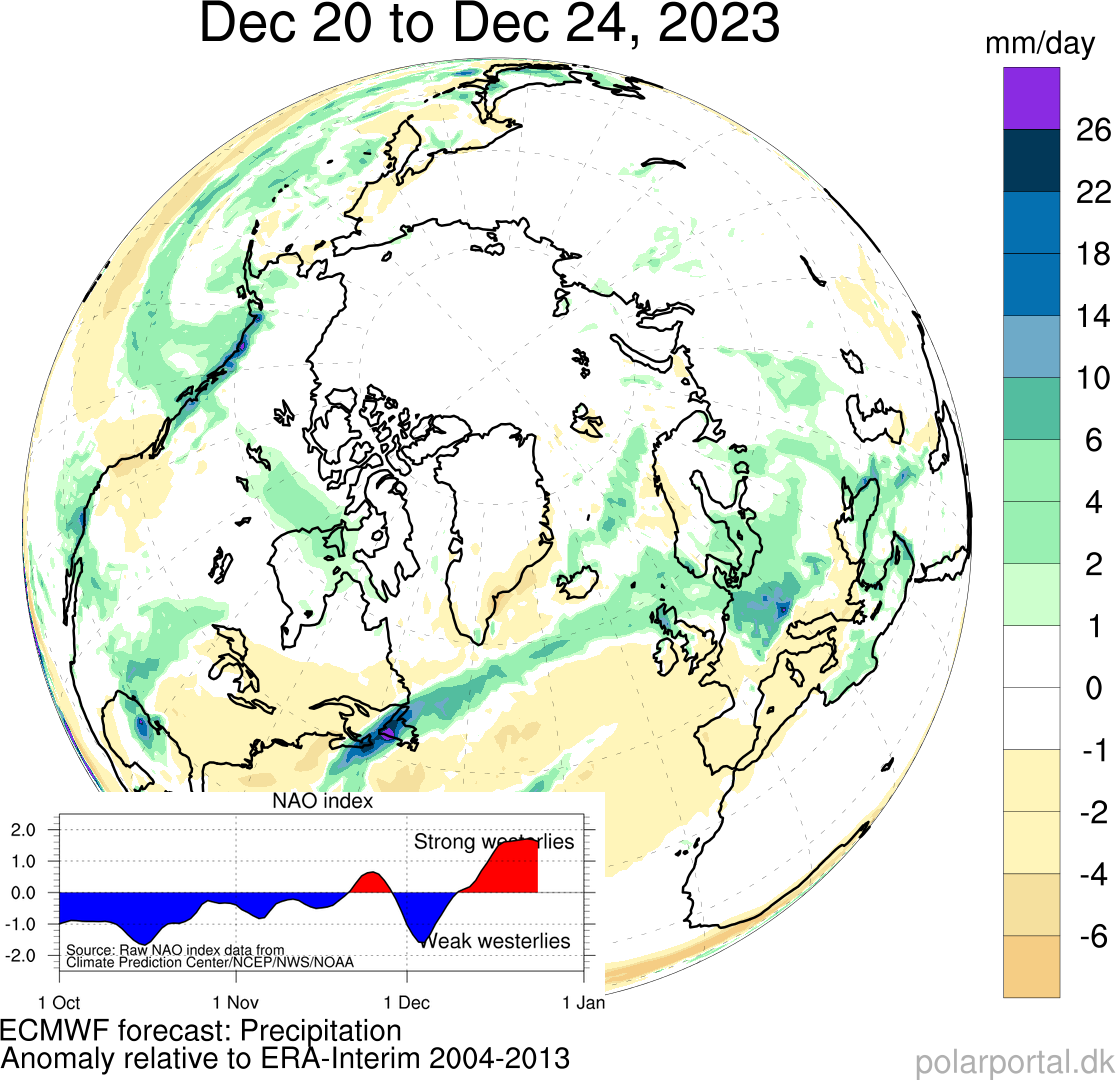 Dec 20 to Dec 24, 2023
mm/day
26
22
18
14
10
6
4
2
1
0
-1
-2
-4
-6
NAO index
2.0
1.0
0.0
-1.0
-2.0
Strong westerlies
Weak westerlies
Source: Raw NAO index data from
Climate Prediction Center/NCEP/NWS/NOAA
1 Oct 1 Nov 1 Dec 1 Jan
ECMWF forecast: Precipitation
Anomaly relative to ERA-Interim 2004-2013
polarportal.dk